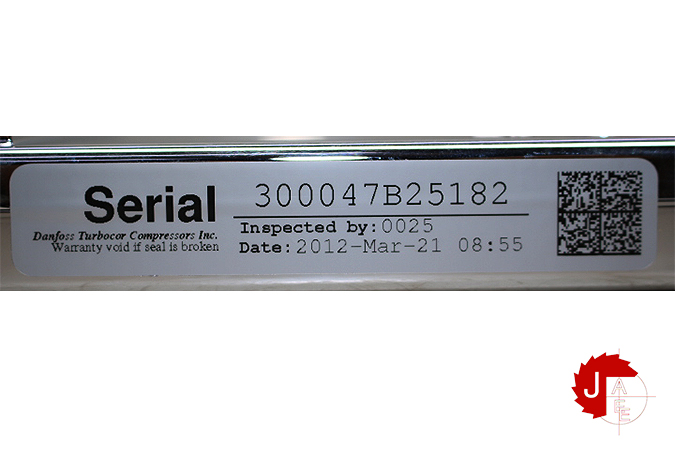 Serial 300047B25182
Danfoss Turbocor Compressors Inc.
Warranty void if seal is broken
Inspected by: 0025
Date: 2012-Mar-21 08:55
J
A
F
E